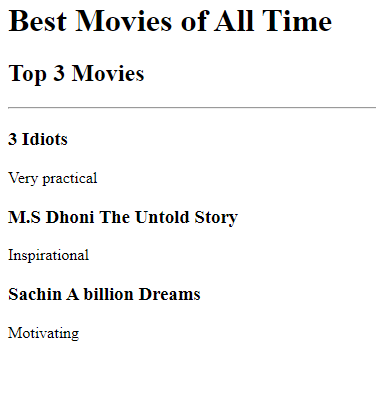 Best Movies of All Time
Top 3 Movies
3 Idiots
Very practical
M.S Dhoni The Untold Story
Inspirational
Sachin A billion Dreams
Motivating